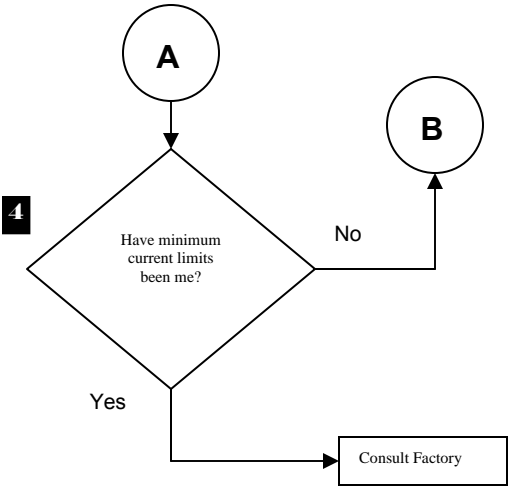 A
B
4
Have minimum
current limits
been me?
No
Yes
Consult Factory